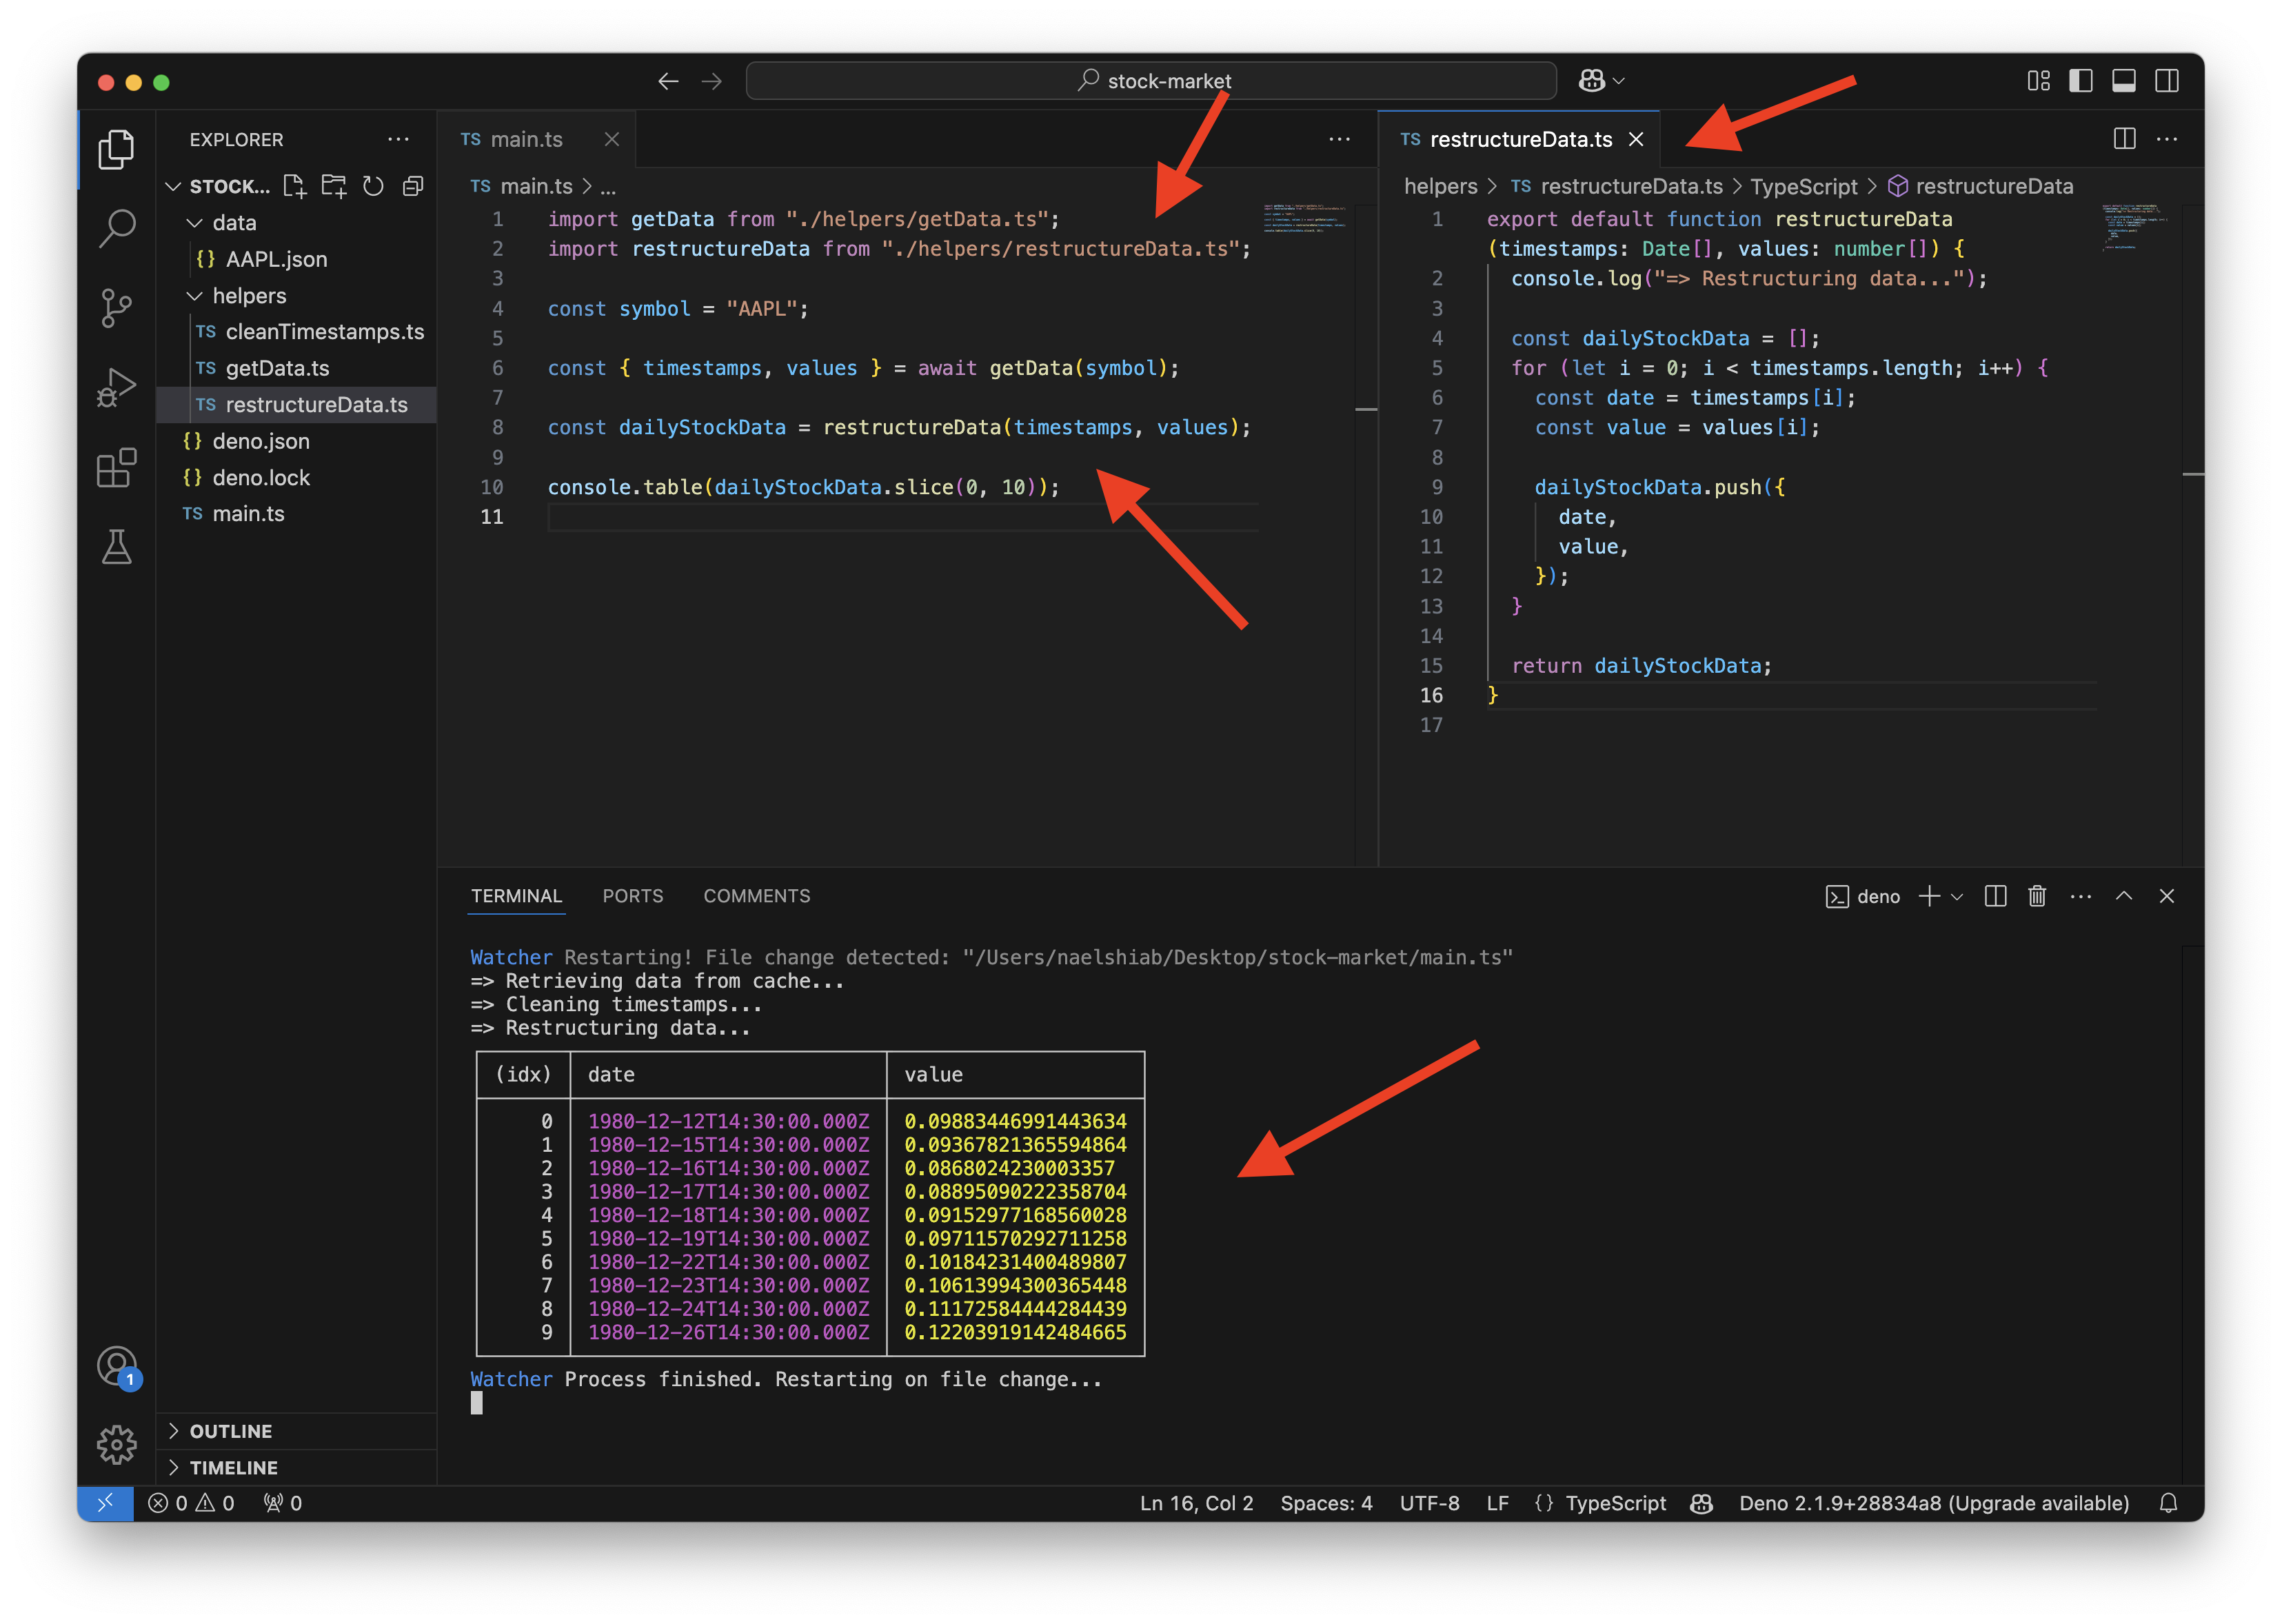 stock-market
EXPLORER
STOCK...
data
{} AAPL.json
helpers
TS cleanTimestamps.ts
TS getData.ts
TS restructureData.ts
{} deno.json
{} deno.lock
TS main.ts
OUTLINE
TIMELINE
1
TS main.ts
TS main.ts > ...
1 import getData from "./helpers/getData.ts";
2 import restructureData from "./helpers/restructureData.ts";
3
4 const symbol = "AAPL";
5
6 const { timestamps, values } = await getData(symbol);
7
8 const dailyStockData = restructureData(timestamps, values);
9
10 console.table(dailyStockData.slice(0, 10));
11
TS restructureData.ts
helpers > TS restructureData.ts > TypeScript > restructureData
1 export default function restructureData
(timestamps: Date[], values: number[]) {
2 console.log("=> Restructuring data...");
3
4 const dailyStockData = [];
5 for (let i = 0; i < timestamps.length; i++) {
6 const date = timestamps[i];
7 const value = values[i];
8
9 dailyStockData.push({
10 date,
11 value,
12 });
13 }
14
15 return dailyStockData;
16 }
17
TERMINAL PORTS COMMENTS
deno
Watcher Restarting! File change detected: "/Users/naelshiab/Desktop/stock-market/main.ts"
=> Retrieving data from cache...
=> Cleaning timestamps...
=> Restructuring data...
(idx) date value
0 1980-12-12T14:30:00.000Z 0.09883446991443634
1 1980-12-15T14:30:00.000Z 0.09367821365594864
2 1980-12-16T14:30:00.000Z 0.0868024230003357
3 1980-12-17T14:30:00.000Z 0.08895090222358704
4 1980-12-18T14:30:00.000Z 0.09152977168560028
5 1980-12-19T14:30:00.000Z 0.09711570292711258
6 1980-12-22T14:30:00.000Z 0.10184231400489807
7 1980-12-23T14:30:00.000Z 0.10613994300365448
8 1980-12-24T14:30:00.000Z 0.11172584444284439
9 1980-12-26T14:30:00.000Z 0.12203919142484665
Watcher Process finished. Restarting on file change...
0 0 0
Ln 16, Col 2 Spaces: 4 UTF-8 LF {} TypeScript Deno 2.1.9+28834a8 (Upgrade available)